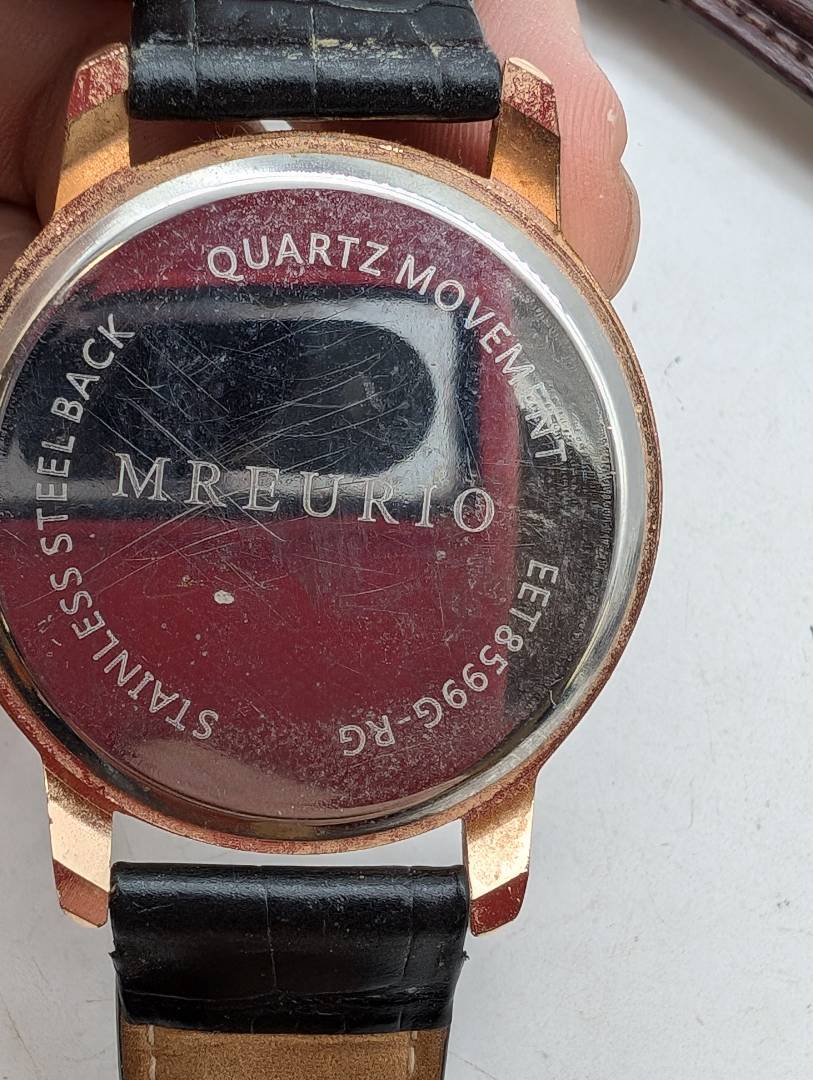 QUARTZ MOVEMENT
EET8599G-RG
STAINLESS STEEL BACK
MREURIO